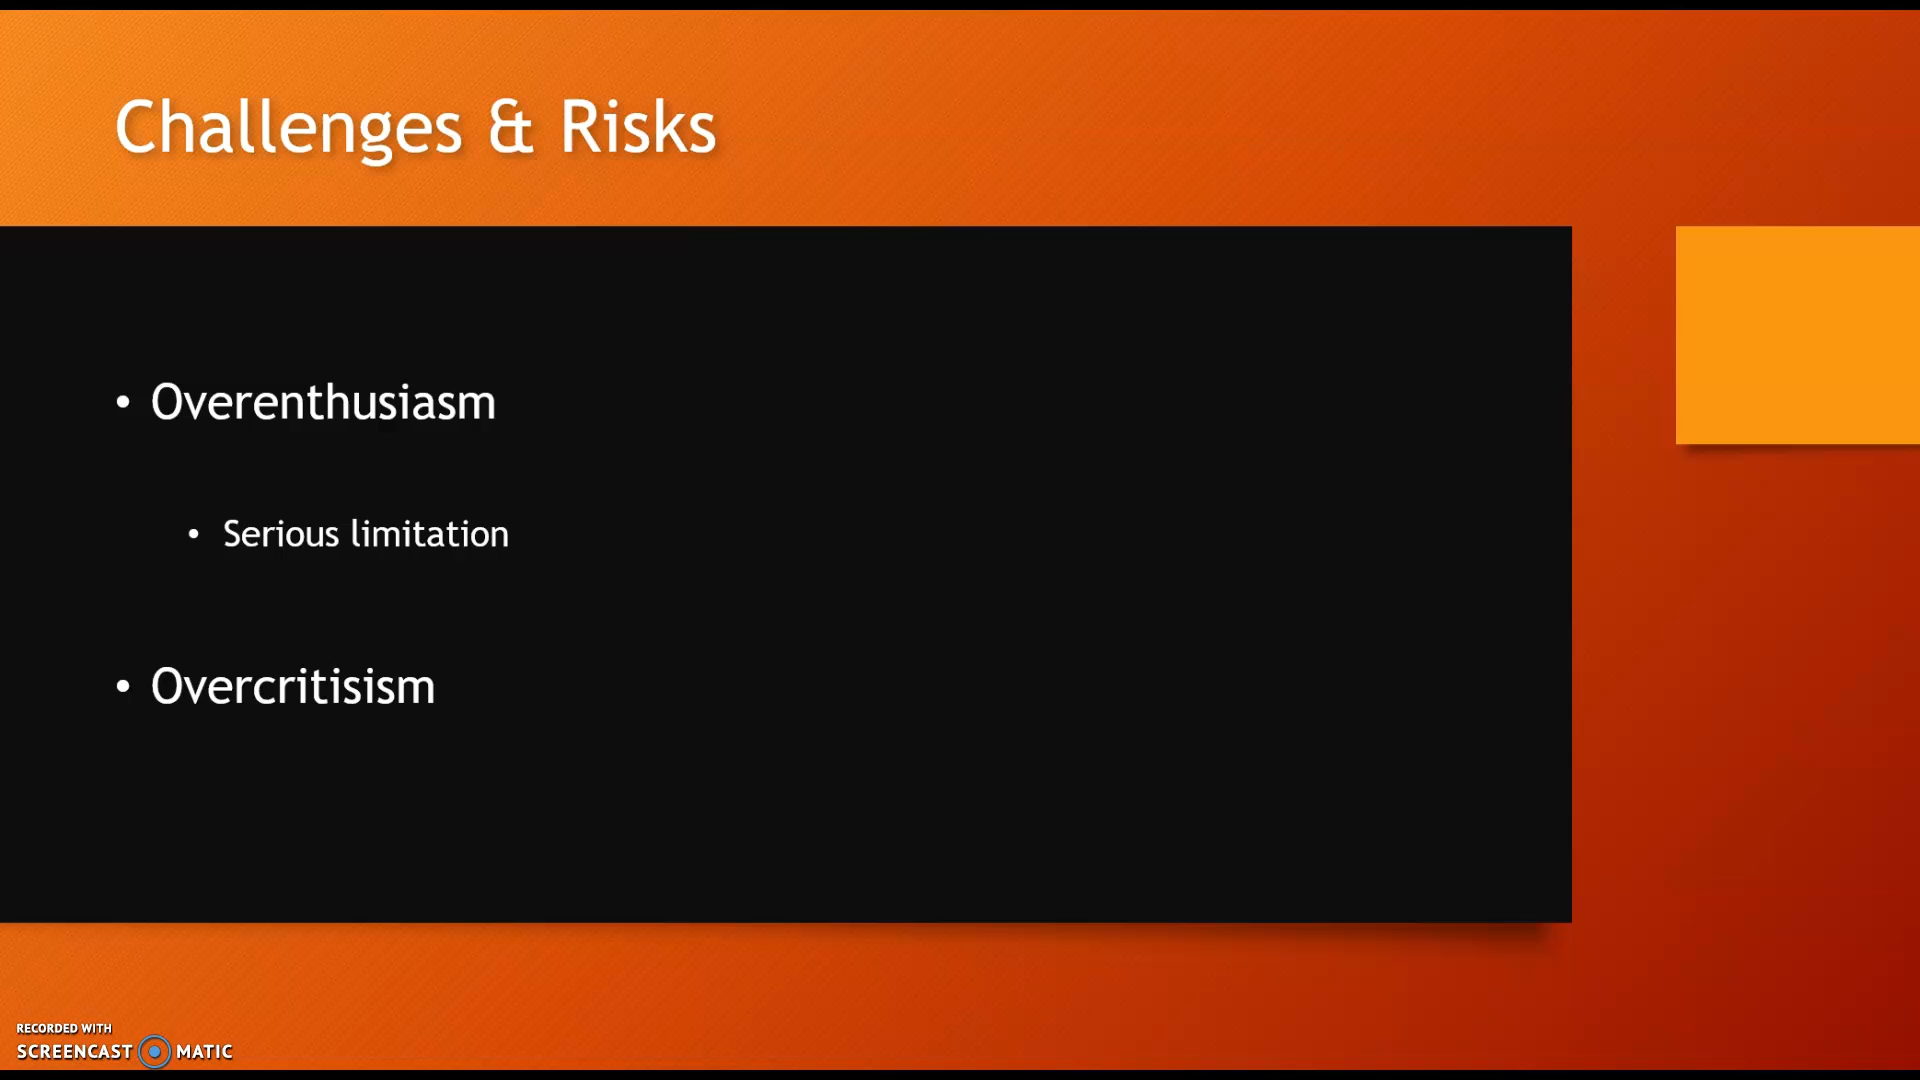 Challenges & Risks
• Overenthusiasm
• Serious limitation
• Overcritisism
RECORDED WITH
SCREENCAST MATIC